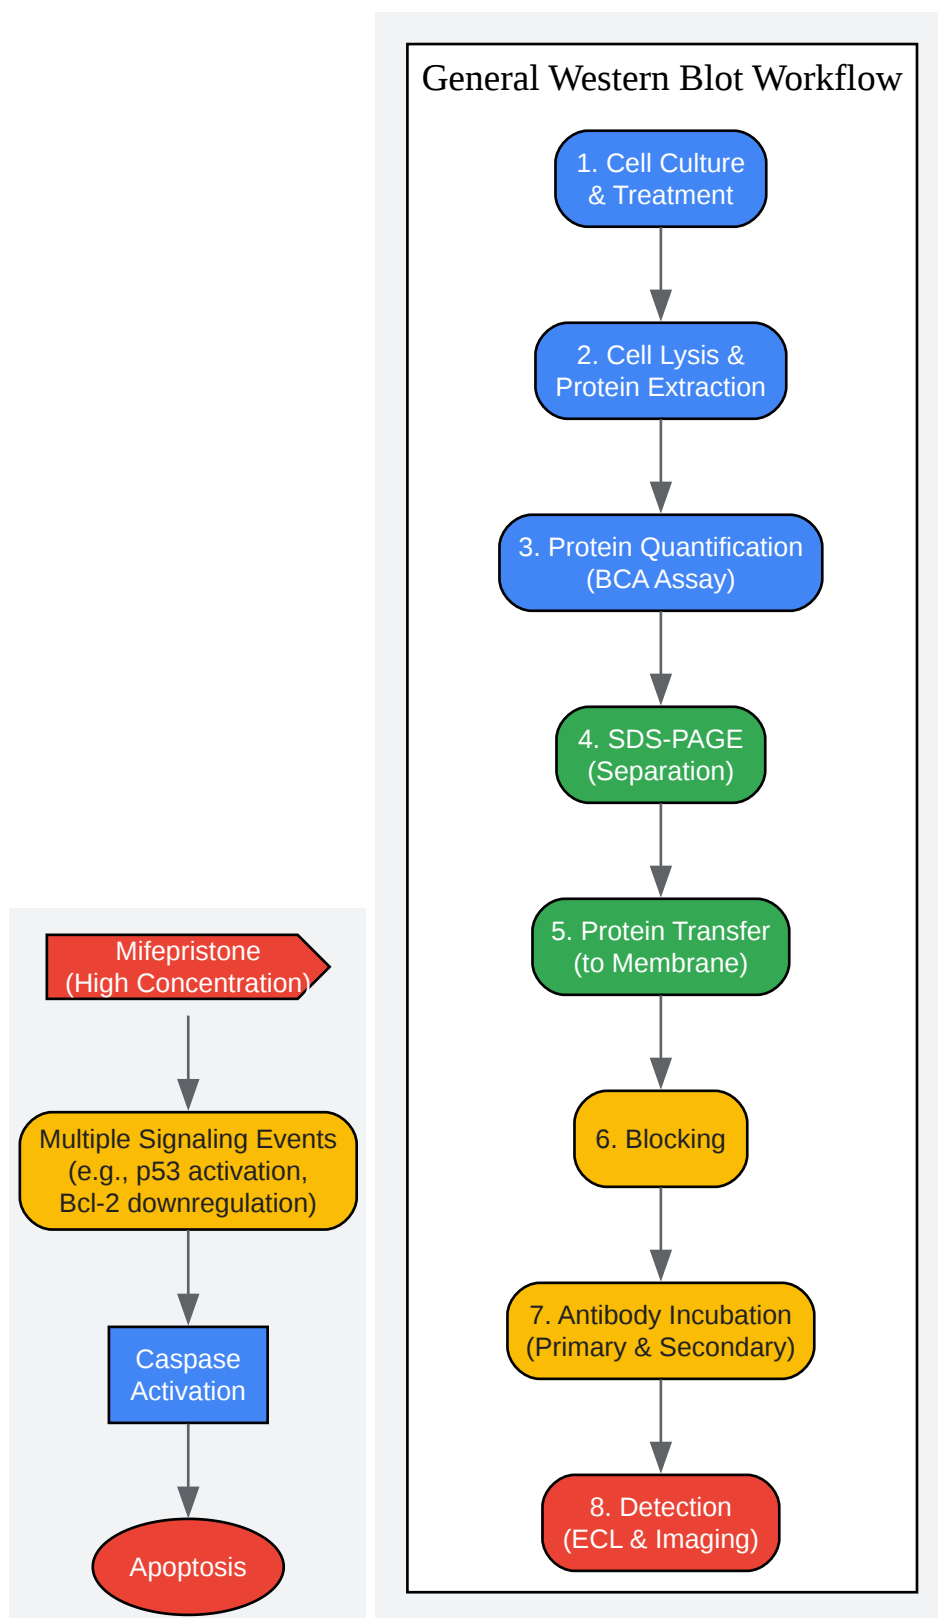 General Western Blot Workflow
1. Cell Culture
& Treatment
2. Cell Lysis &
Protein Extraction
3. Protein Quantification
(BCA Assay)
4. SDS-PAGE
(Separation)
5. Protein Transfer
(to Membrane)
6. Blocking
7. Antibody Incubation
(Primary & Secondary)
8. Detection
(ECL & Imaging)
Mifepristone
(High Concentration)
Multiple Signaling Events
(e.g., p53 activation,
Bcl-2 downregulation)
Caspase
Activation
Apoptosis